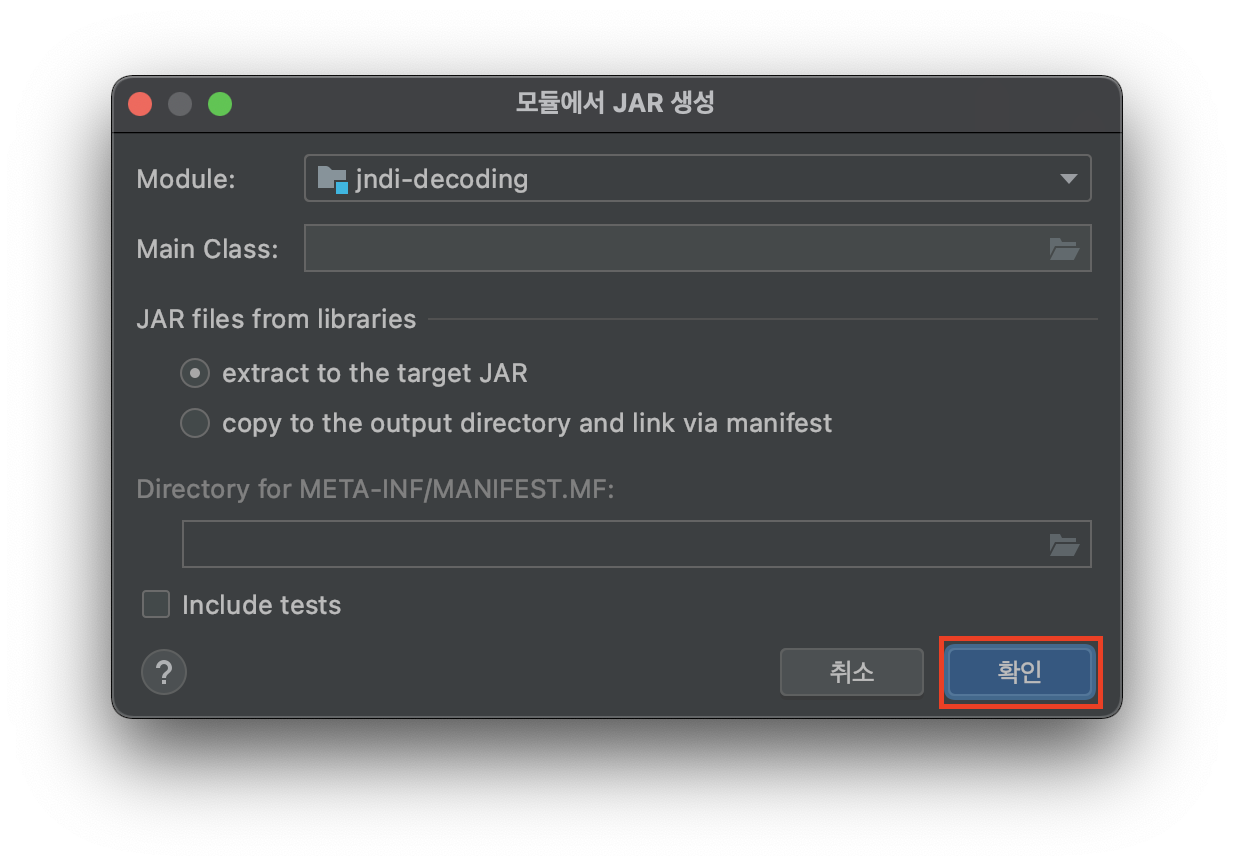 모듈에서 JAR 생성
Module: jndi-decoding
Main Class:
JAR files from libraries
extract to the target JAR
copy to the output directory and link via manifest
Directory for META-INF/MANIFEST.MF:
Include tests
? 취소 확인